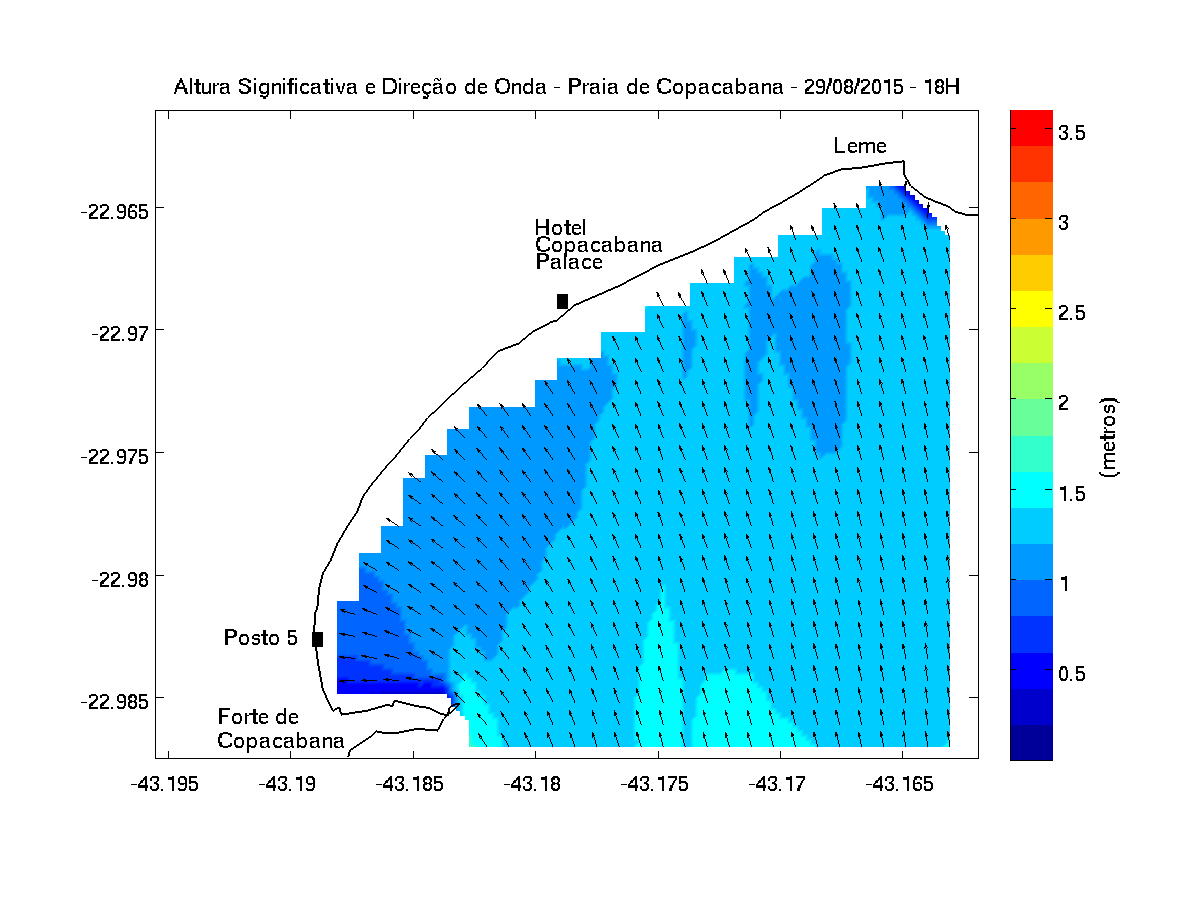 Altura Significativa e Direção de Onda - Praia de Copacabana - 29/08/2015 - 18H
Leme
Hotel
Copacabana
Palace
Posto 5
Forte de
Copacabana
-22.965
-22.97
-22.975
-22.98
-22.985
-43.195
-43.19
-43.185
-43.18
-43.175
-43.17
-43.165
3.5
3
2.5
2
1.5
1
0.5
(metros)